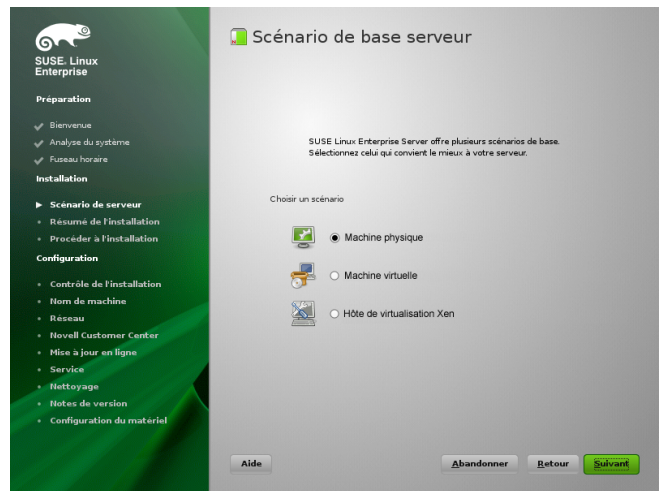 SUSE. Linux
Enterprise
Préparation
Bienvenue
Analyse du système
Fuseau horaire
Installation
Scénario de serveur
Résumé de l'installation
Procéder à l'installation
Configuration
Contrôle de l'installation
Nom de machine
Réseau
Novell Customer Center
Mise à jour en ligne
Service
Nettoyage
Notes de version
Configuration du matériel
Scénario de base serveur
SUSE Linux Enterprise Server offre plusieurs scénarios de base.
Sélectionnez celui qui convient le mieux à votre serveur.
Choisir un scénario
Machine physique
Machine virtuelle
Hôte de virtualisation Xen
Aide
Abandonner
Retour
Suivant